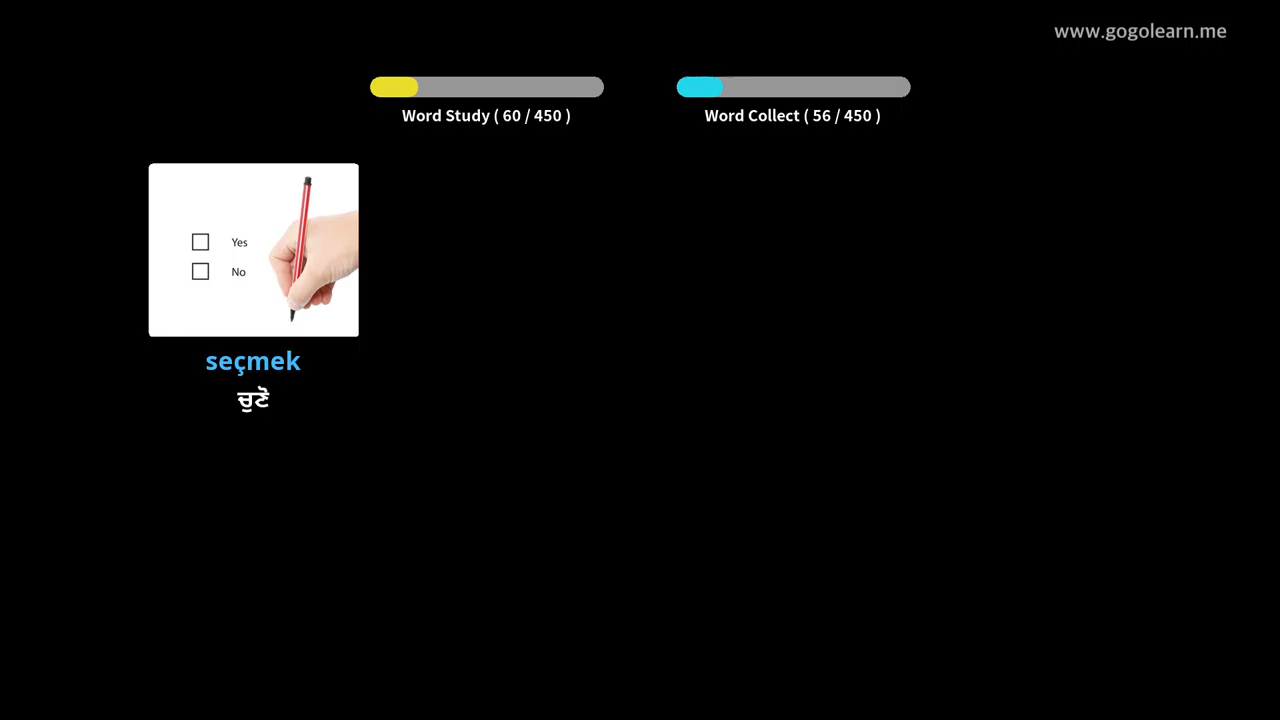 www.gogolearn.me
Word Study ( 60 / 450 )
Word Collect ( 56 / 450 )
Yes
No
seçmek
ਚੁਣੋ